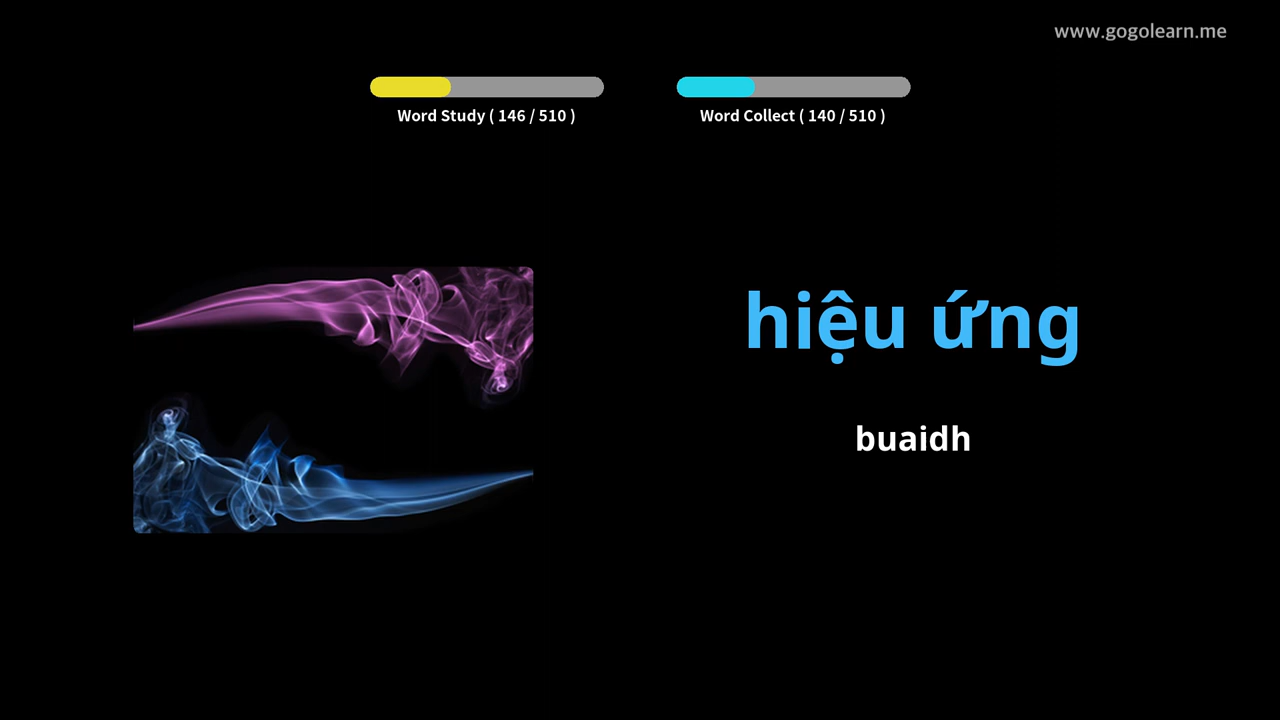 www.gogolearn.me
Word Study ( 146 / 510 )
Word Collect ( 140 / 510 )
hiệu ứng
buaidh